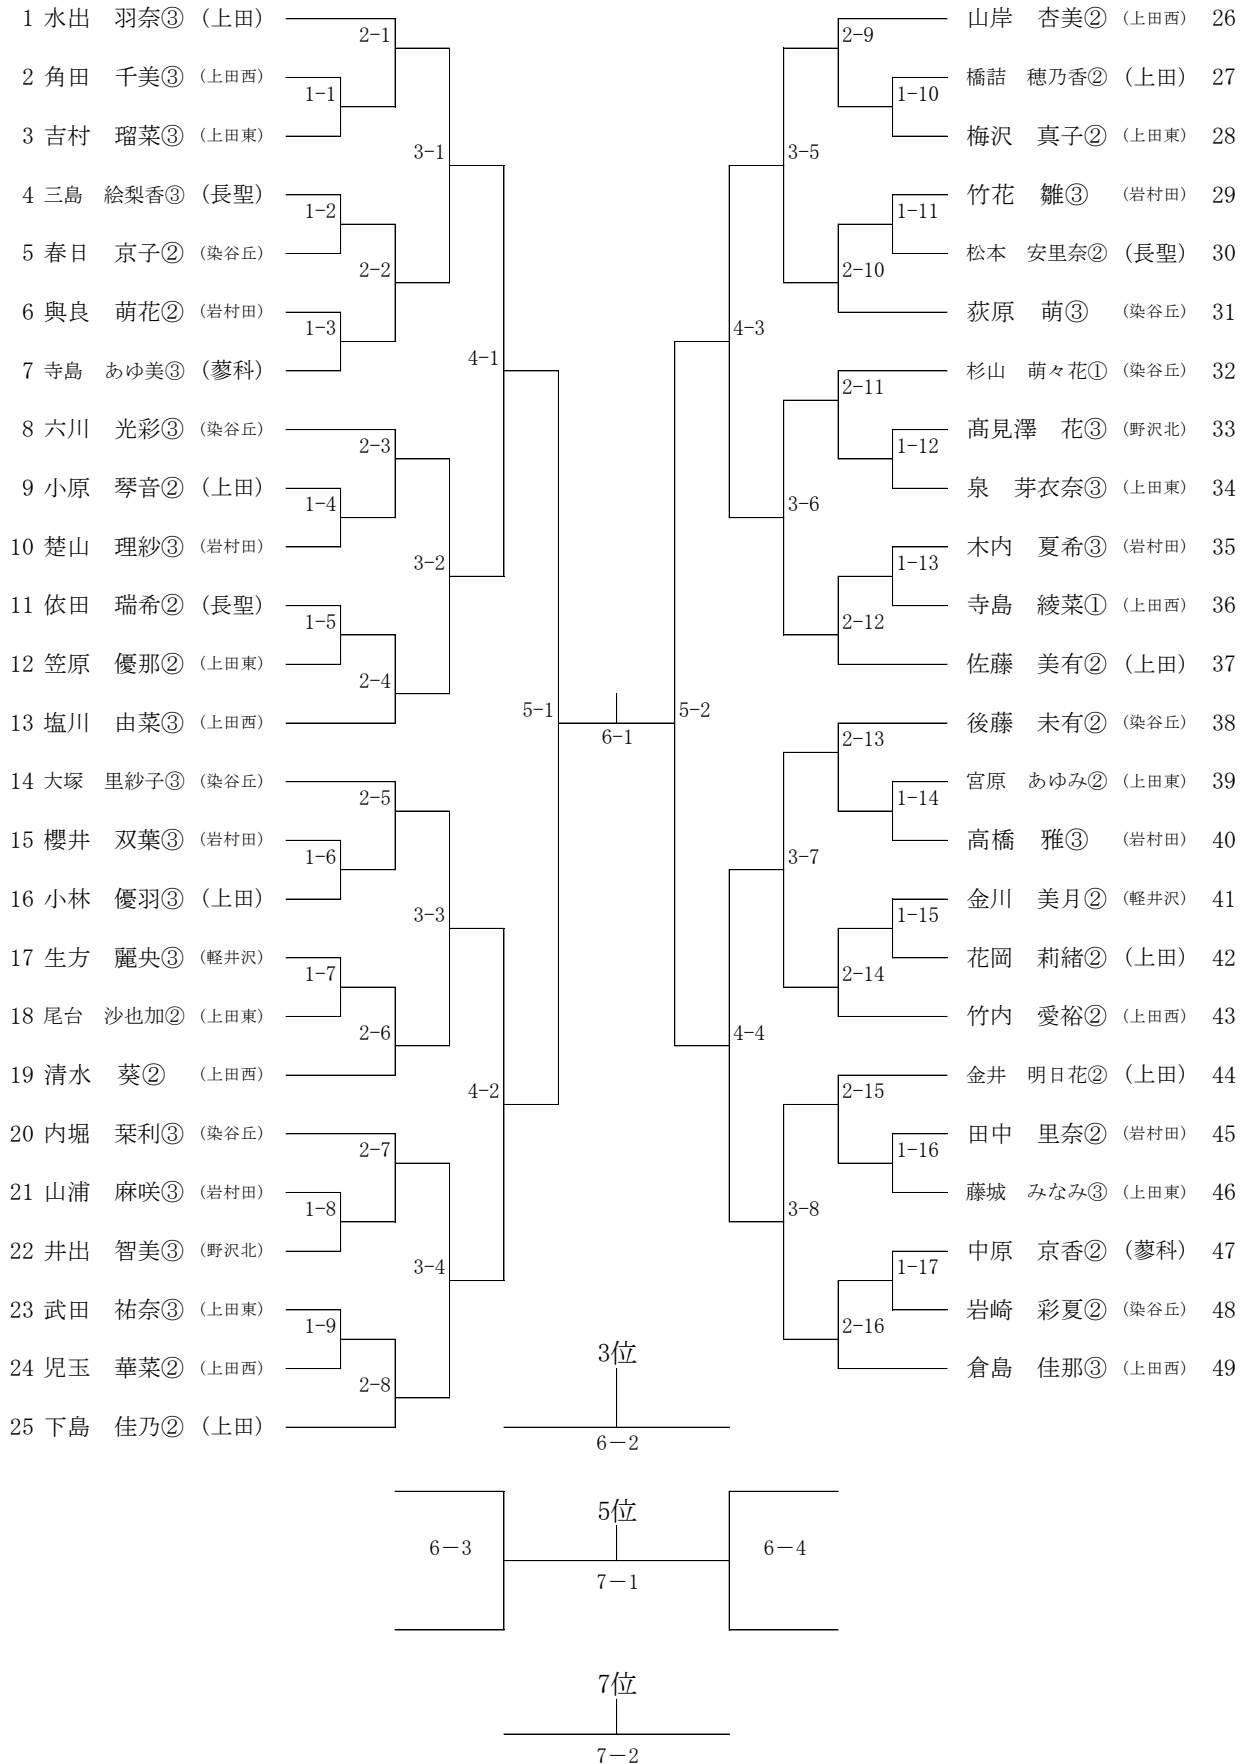 1 水出　羽奈③ (上田)
2 角田　千美③ (上田西)
3 吉村　瑠菜③ (上田東)
4 三島　絵梨香③ (長聖)
5 春日　京子② (染谷丘)
6 與良　萌花② (岩村田)
7 寺島　あゆ美③ (蓼科)
8 六川　光彩③ (染谷丘)
9 小原　琴音② (上田)
10 楚山　理紗③ (岩村田)
11 依田　瑞希② (長聖)
12 笠原　優那② (上田東)
13 塩川　由菜③ (上田西)
14 大塚　里紗子③ (染谷丘)
15 櫻井　双葉③ (岩村田)
16 小林　優羽③ (上田)
17 生方　麗央③ (軽井沢)
18 尾台　沙也加② (上田東)
19 清水　葵② (上田西)
20 内堀　栞利③ (染谷丘)
21 山浦　麻咲③ (岩村田)
22 井出　智美③ (野沢北)
23 武田　祐奈③ (上田東)
24 児玉　華菜② (上田西)
25 下島　佳乃② (上田)
1-1
1-2
1-3
1-4
1-5
1-6
1-7
1-8
1-9
2-1
2-2
2-3
2-4
2-5
2-6
2-7
2-8
3-1
3-2
3-3
3-4
4-1
4-2
5-1
6-1
5-2
4-3
4-4
3-5
3-6
3-7
3-8
2-9
2-10
2-11
2-12
2-13
2-14
2-15
2-16
1-10
1-11
1-12
1-13
1-14
1-15
1-16
1-17
山岸　杏美② (上田西) 26
橋詰　穂乃香② (上田) 27
梅沢　真子② (上田東) 28
竹花　雛③ (岩村田) 29
松本　安里奈② (長聖) 30
荻原　萌③ (染谷丘) 31
杉山　萌々花① (染谷丘) 32
髙見澤　花③ (野沢北) 33
泉　芽衣奈③ (上田東) 34
木内　夏希③ (岩村田) 35
寺島　綾菜① (上田西) 36
佐藤　美有② (上田) 37
後藤　未有② (染谷丘) 38
宮原　あゆみ② (上田東) 39
高橋　雅③ (岩村田) 40
金川　美月② (軽井沢) 41
花岡　莉緒② (上田) 42
竹内　愛裕② (上田西) 43
金井　明日花② (上田) 44
田中　里奈② (岩村田) 45
藤城　みなみ③ (上田東) 46
中原　京香② (蓼科) 47
岩崎　彩夏② (染谷丘) 48
倉島　佳那③ (上田西) 49
3位
6－2
5位
6－3
6－4
7－1
7位
7－2